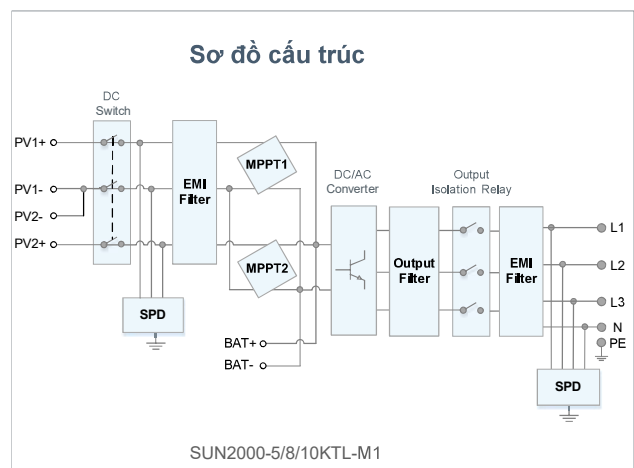 Sơ đồ cấu trúc
DC
Switch
PV1+
PV1-
PV2-
PV2+
EMI
Filter
MPPT1
MPPT2
SPD
BAT+
BAT-
DC/AC
Converter
Output
Filter
Output
Isolation Relay
EMI
Filter
L1
L2
L3
N
PE
SPD
SUN2000-5/8/10KTL-M1